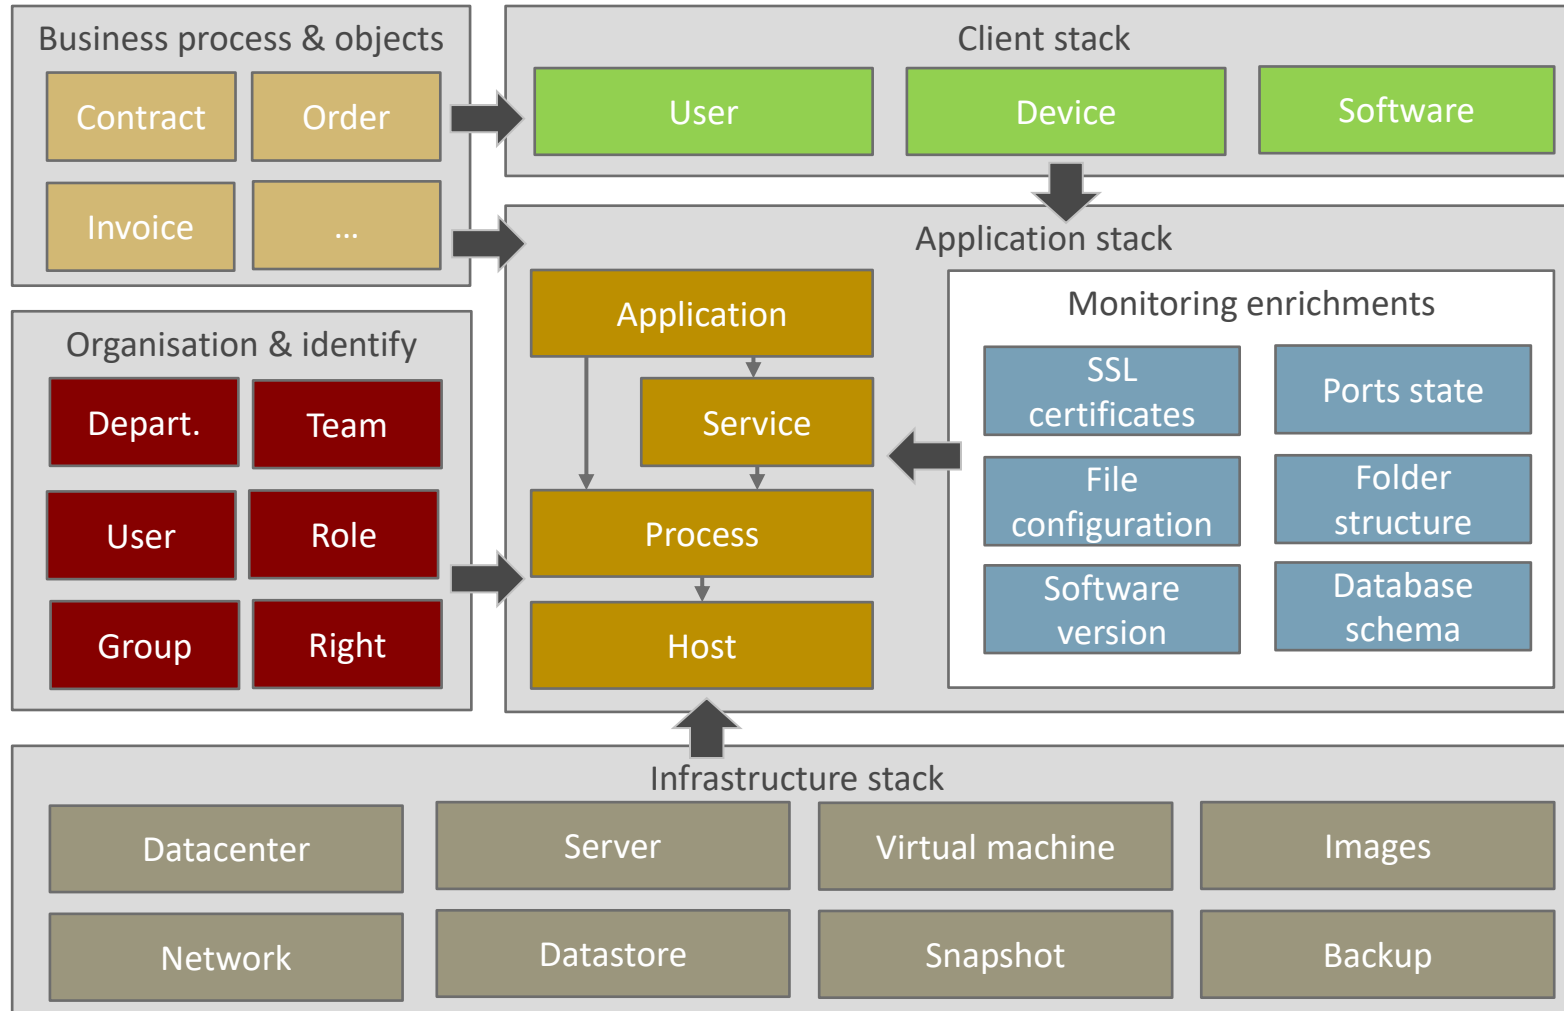 Business process & objects
Contract
Order
Invoice
...
Client stack
User
Device
Software
Organisation & identify
Depart.
Team
User
Role
Group
Right
Application stack
Application
Service
Process
Host
Monitoring enrichments
SSL
certificates
Ports state
File
configuration
Folder
structure
Software
version
Database
schema
Infrastructure stack
Datacenter
Server
Virtual machine
Images
Network
Datastore
Snapshot
Backup